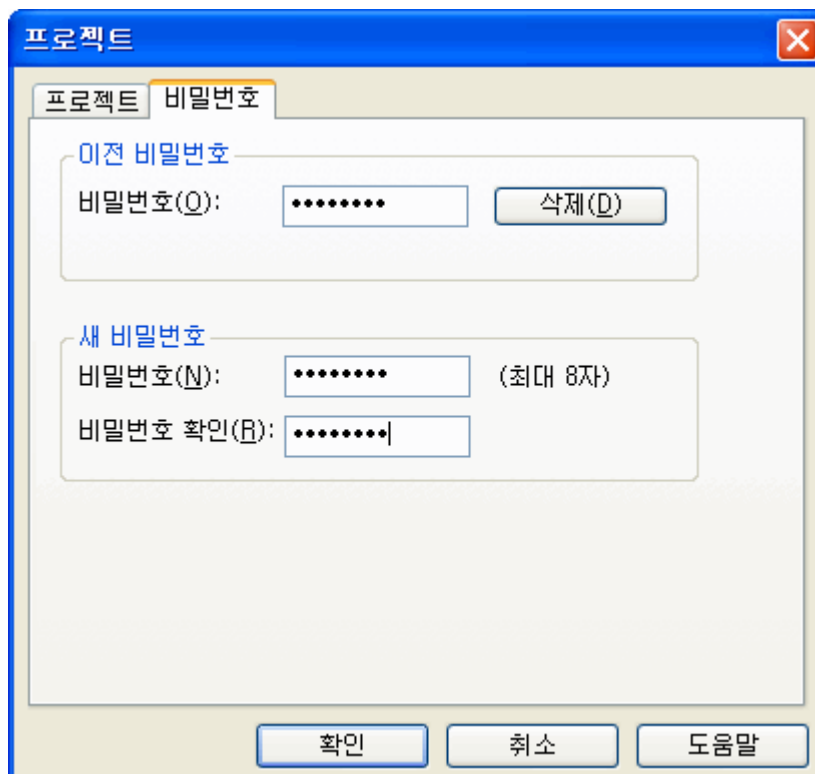 프로젝트
프로젝트 비밀번호
이전 비밀번호
비밀번호(O): •••••••• 삭제(D)
새 비밀번호
비밀번호(N): •••••••• (최대 8자)
비밀번호 확인(R): ••••••••
확인 취소 도움말